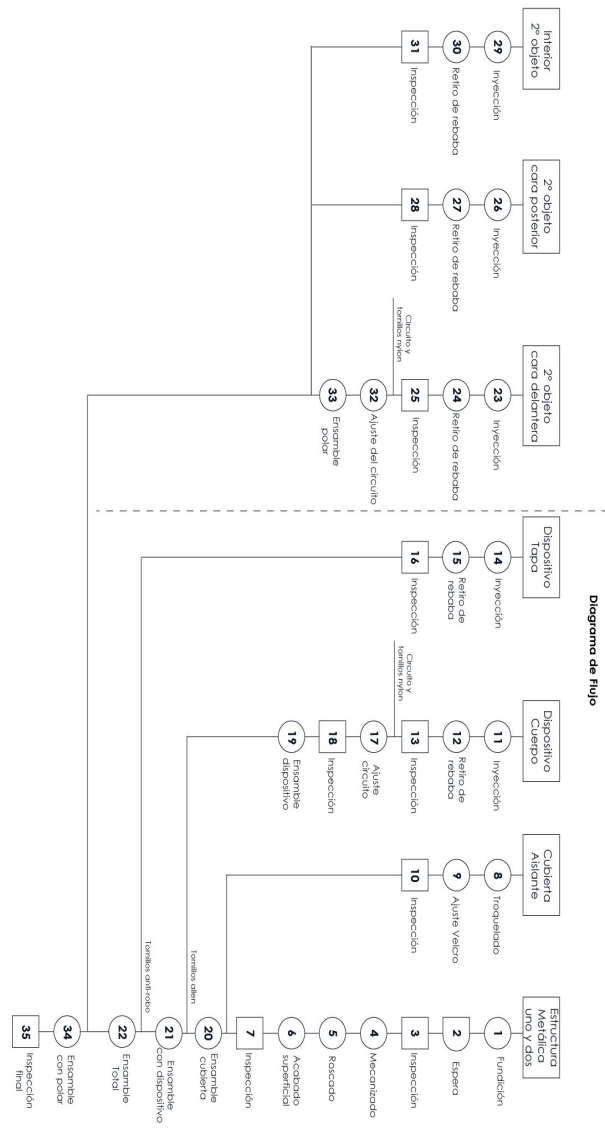 Diagrama de Flujo
Interior
2° objeto
29
Inyección
30
Retiro de rebaba
31
Inspección
2° objeto
cara posterior
26
Inyección
27
Retiro de rebaba
28
Inspección
2° objeto
cara delantera
23
Inyección
24
Retiro de rebaba
25
Inspección
Circuito y
tornillos nylon
32
Ajuste del circuito
33
Ensamble
polar
Dispositivo
Tapa
14
Inyección
15
Retiro de
rebaba
16
Inspección
Dispositivo
Cuerpo
11
Inyección
12
Retiro de
rebaba
13
Inspección
Circuito y
tornillos nylon
17
Ajuste
circuito
18
Inspección
19
Ensamble
dispositivo
Cubierta
Aislante
8
Troquelado
9
Ajuste Velcro
10
Inspección
Estructura
Metálica
uno y dos
1
Fundición
2
Espera
3
Inspección
4
Mecanizado
5
Roscado
6
Acabado
superficial
7
Inspección
20
Ensamble
cubierta
Tornillos allen
21
Ensamble
con dispositivo
Tornillos anti-robo
22
Ensamble
Total
34
Ensamble
con polar
35
Inspección
final